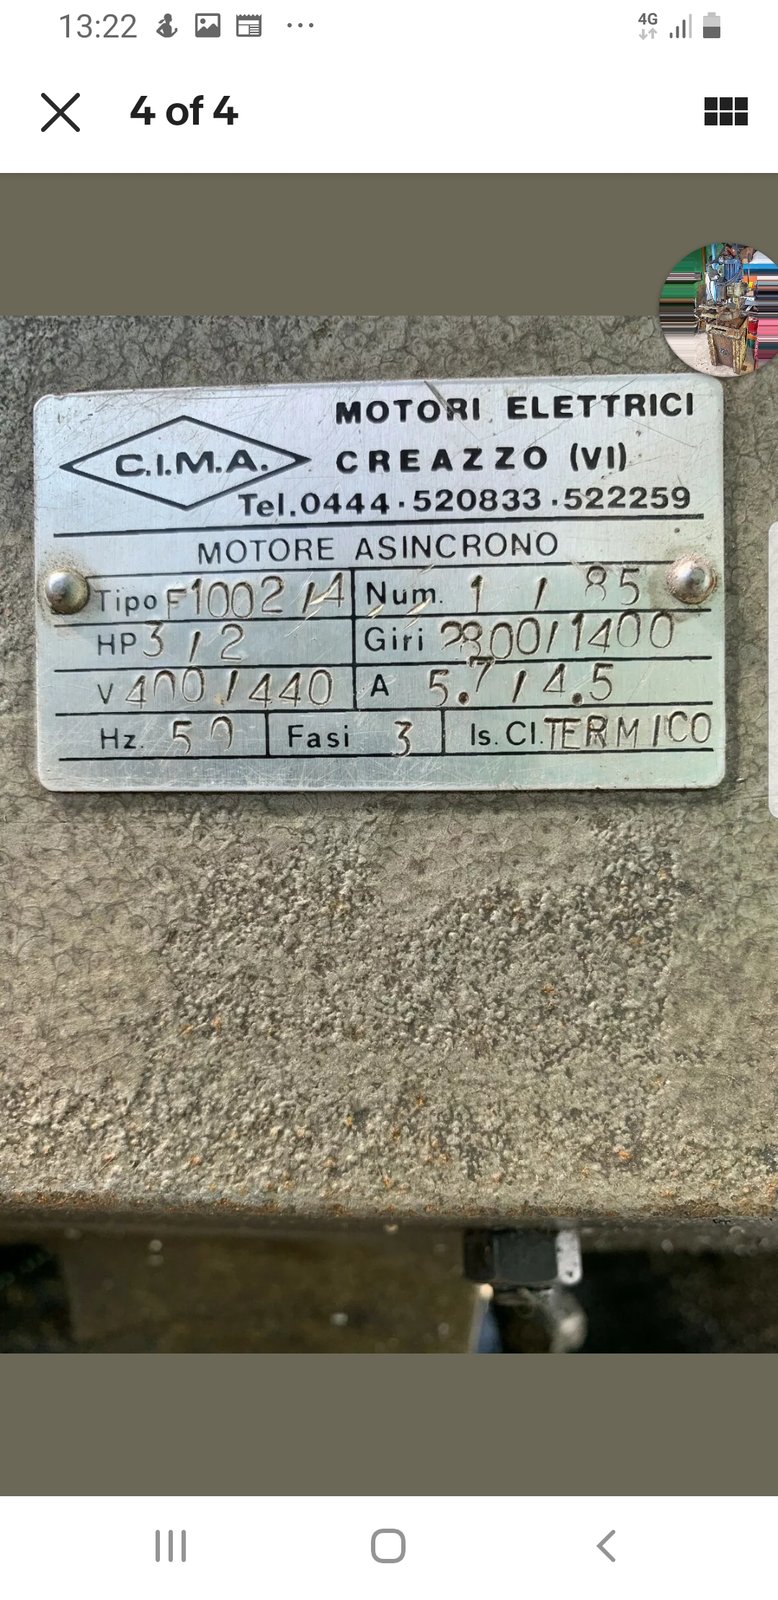 13:22
4G
4 of 4
MOTORI ELETTRICI
C.I.M.A. CREAZZO (VI)
Tel.0444·520833·522259
MOTORE ASINCRONO
Tipo F1002/4 Num. 1 / 85
HP 3 / 2 Giri 2800/1400
V 400/440 A 5.7 / 4.5
Hz. 50 Fasi 3 Is. Cl. TERMICO